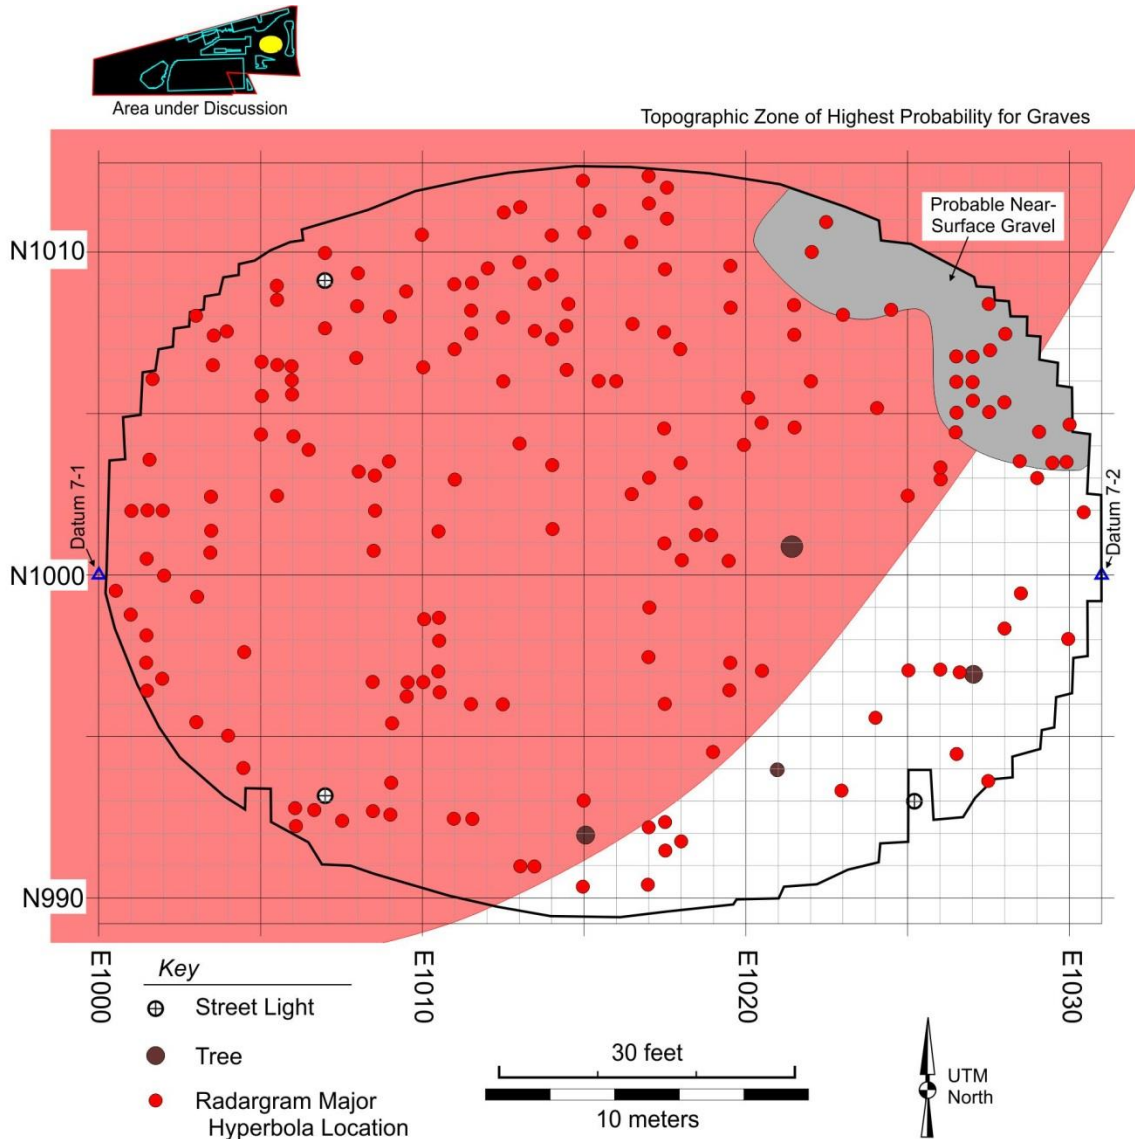 Area under Discussion
Topographic Zone of Highest Probability for Graves
Probable Near-
Surface Gravel
N1010
Datum 7-1
Datum 7-2
N1000
N990
E1000
E1010
E1020
E1030
Key
Street Light
Tree
Radargram Major
Hyperbola Location
30 feet
10 meters
UTM
North